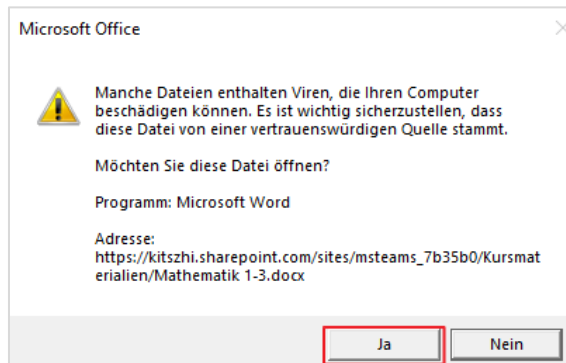 Microsoft Office
Manche Dateien enthalten Viren, die Ihren Computer
beschädigen können. Es ist wichtig sicherzustellen, dass
diese Datei von einer vertrauenswürdigen Quelle stammt.
Möchten Sie diese Datei öffnen?
Programm: Microsoft Word
Adresse:
https://kitszhi.sharepoint.com/sites/msteams_7b35b0/Kursmat
erialien/Mathematik 1-3.docx
Ja
Nein